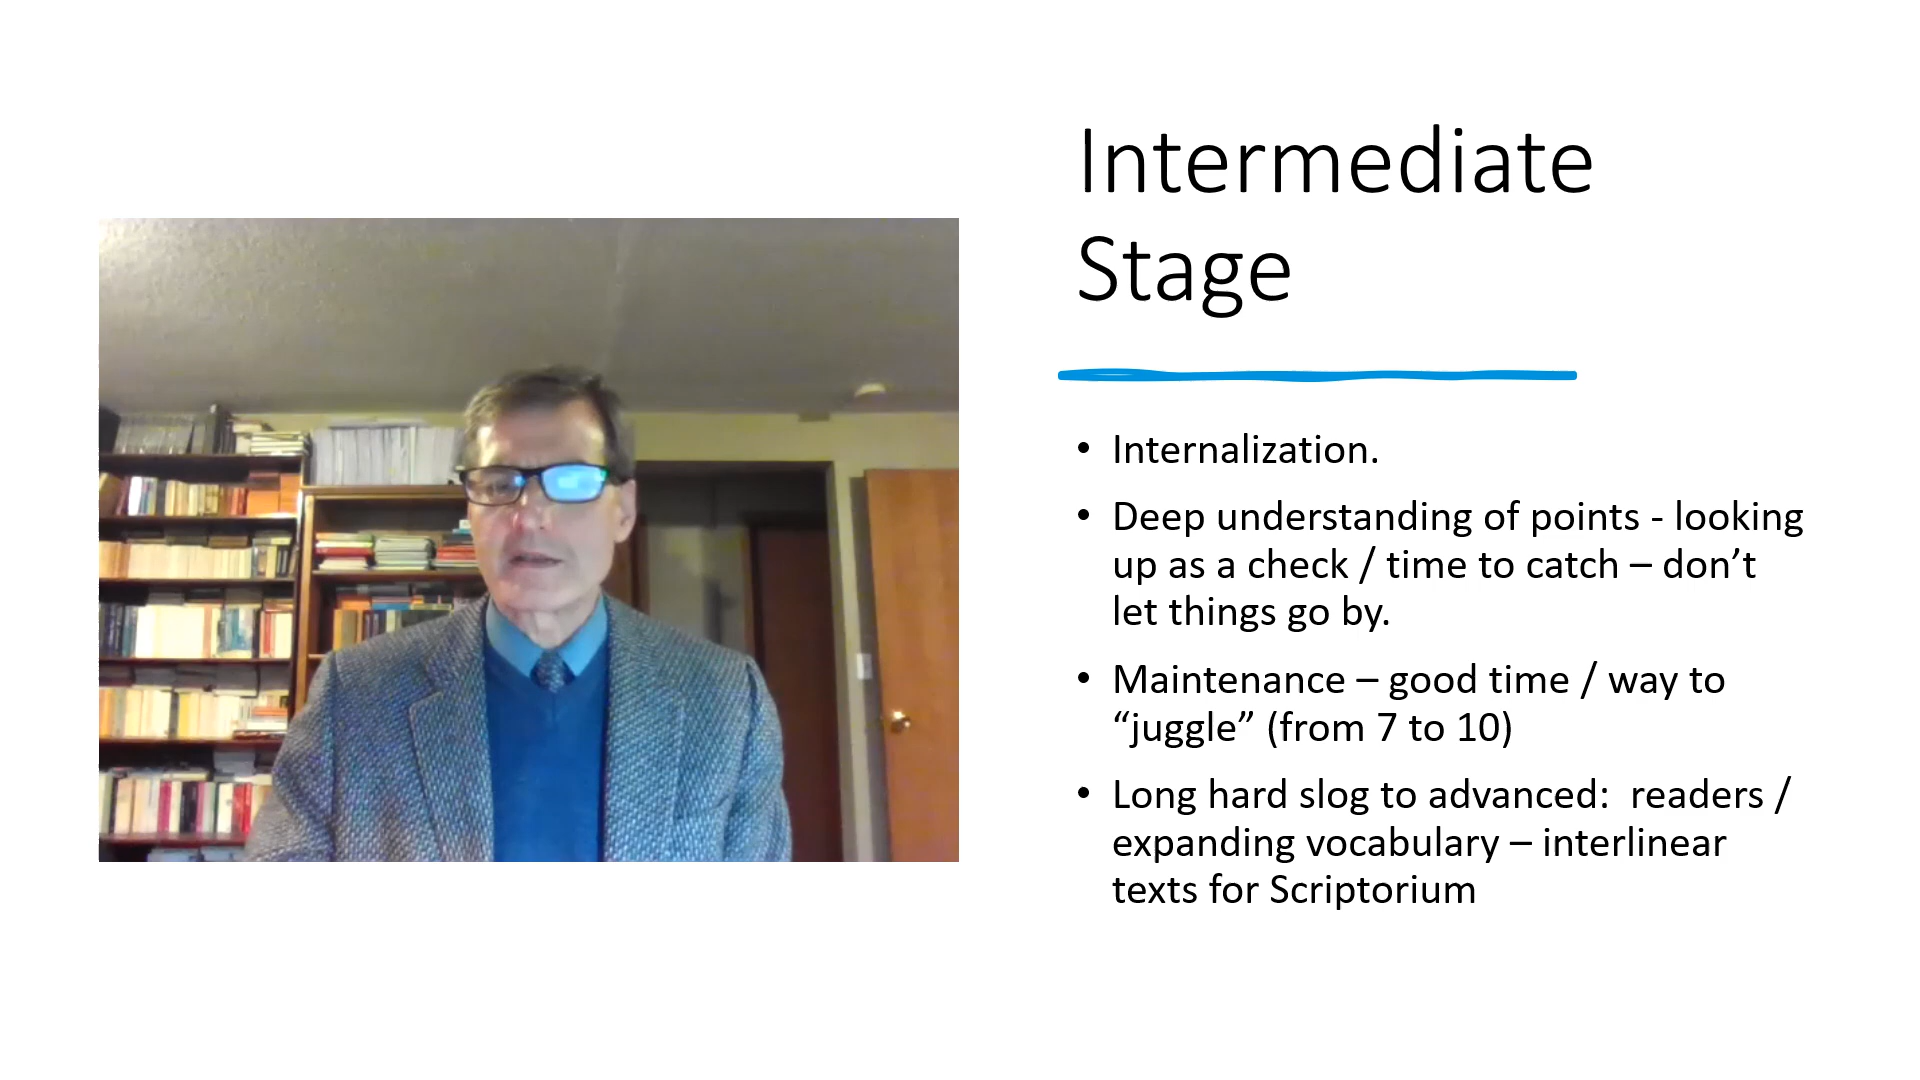 Intermediate
Stage
• Internalization.
• Deep understanding of points - looking
up as a check / time to catch – don’t
let things go by.
• Maintenance – good time / way to
“juggle” (from 7 to 10)
• Long hard slog to advanced:  readers /
expanding vocabulary – interlinear
texts for Scriptorium